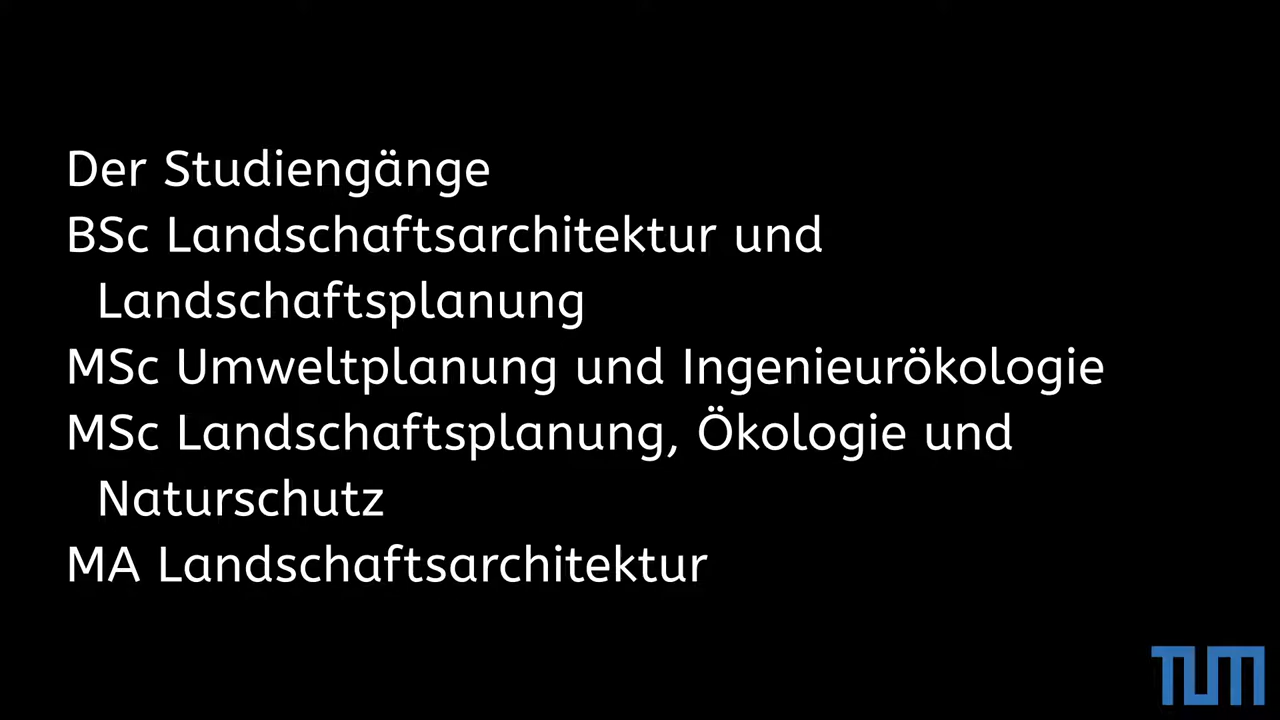 Der Studiengänge
BSc Landschaftsarchitektur und
Landschaftsplanung
MSc Umweltplanung und Ingenieurökologie
MSc Landschaftsplanung, Ökologie und
Naturschutz
MA Landschaftsarchitektur
TUM